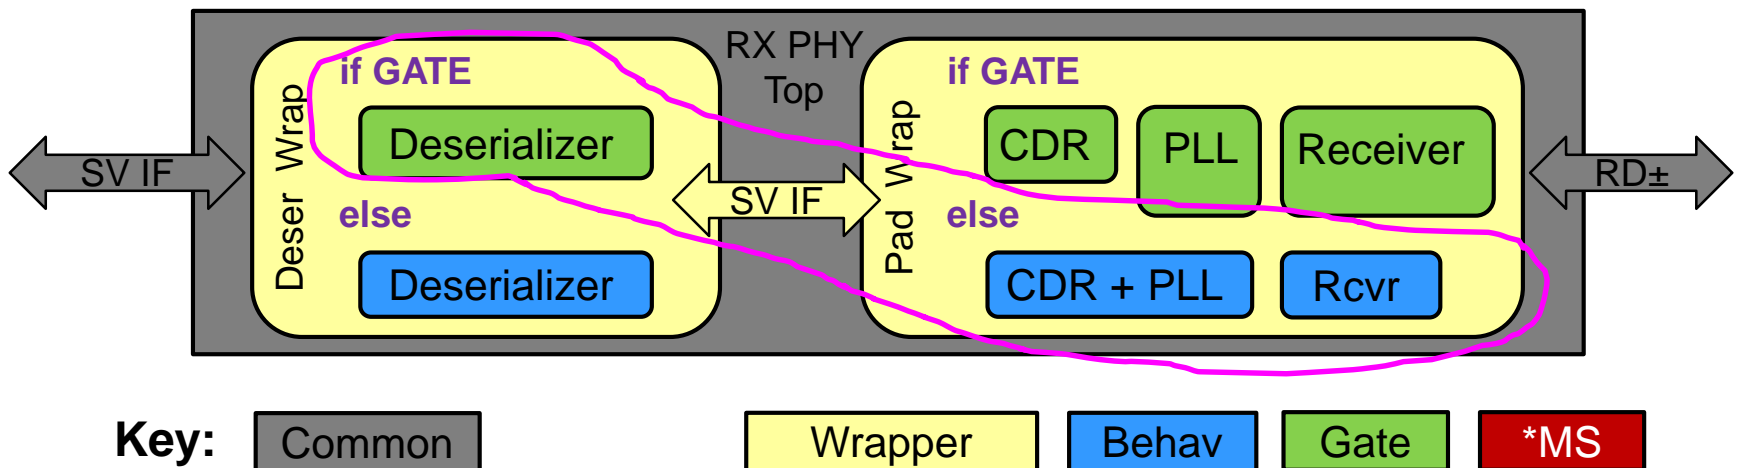 RX PHY
Top
SV IF
Deser Wrap
if GATE
Deserializer
else
Deserializer
SV IF
Pad Wrap
if GATE
CDR
PLL
Receiver
else
CDR + PLL
Rcvr
RD±
Key:
Common
Wrapper
Behav
Gate
*MS